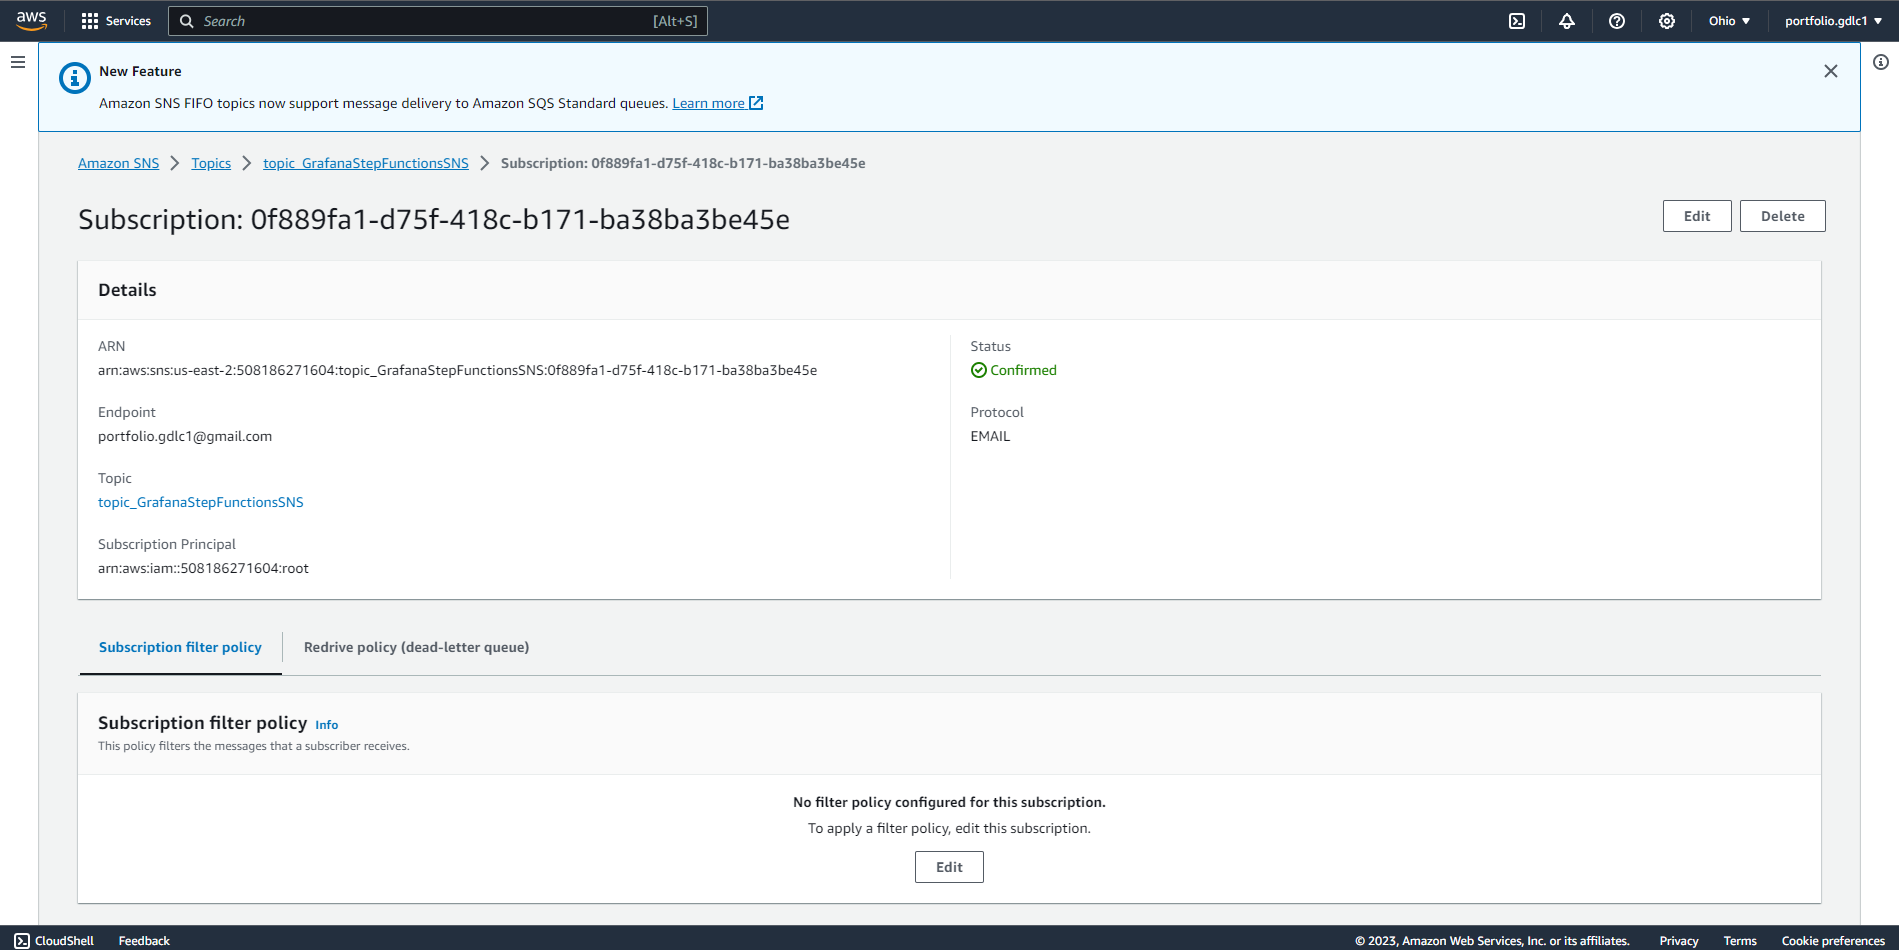 aws Services Search [Alt+S] Ohio portfolio.gdlc1
New Feature
Amazon SNS FIFO topics now support message delivery to Amazon SQS Standard queues. Learn more
Amazon SNS Topics topic_GrafanaStepFunctionsSNS Subscription: 0f889fa1-d75f-418c-b171-ba38ba3be45e
Subscription: 0f889fa1-d75f-418c-b171-ba38ba3be45e Edit Delete
Details
ARN
arn:aws:sns:us-east-2:508186271604:topic_GrafanaStepFunctionsSNS:0f889fa1-d75f-418c-b171-ba38ba3be45e
Endpoint
portfolio.gdlc1@gmail.com
Topic
topic_GrafanaStepFunctionsSNS
Subscription Principal
arn:aws:iam::508186271604:root
Status
Confirmed
Protocol
EMAIL
Subscription filter policy Redrive policy (dead-letter queue)
Subscription filter policy Info
This policy filters the messages that a subscriber receives.
No filter policy configured for this subscription.
To apply a filter policy, edit this subscription.
Edit
CloudShell Feedback © 2023, Amazon Web Services, Inc. or its affiliates. Privacy Terms Cookie preferences